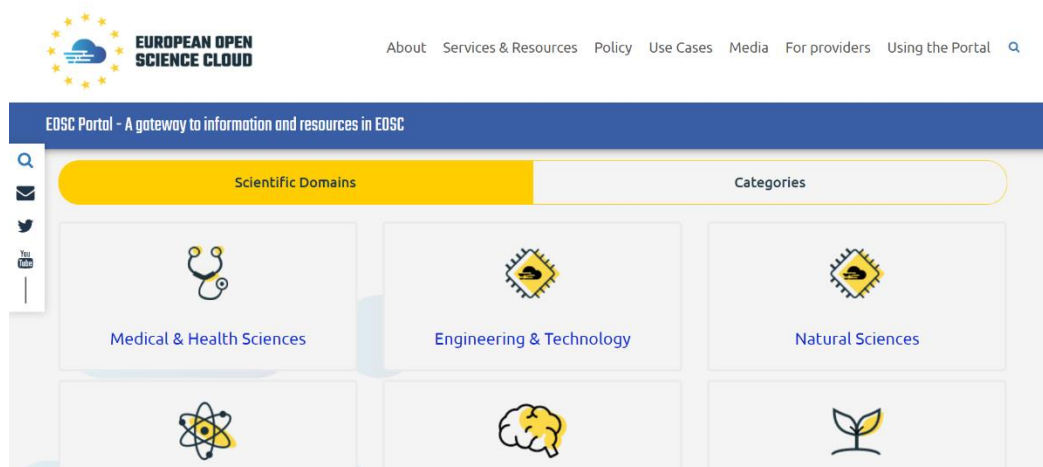 EUROPEAN OPEN
SCIENCE CLOUD
About Services & Resources Policy Use Cases Media For providers Using the Portal
EOSC Portal - A gateway to information and resources in EOSC
You
Tube
Scientific Domains
Categories
Medical & Health Sciences
Engineering & Technology
Natural Sciences